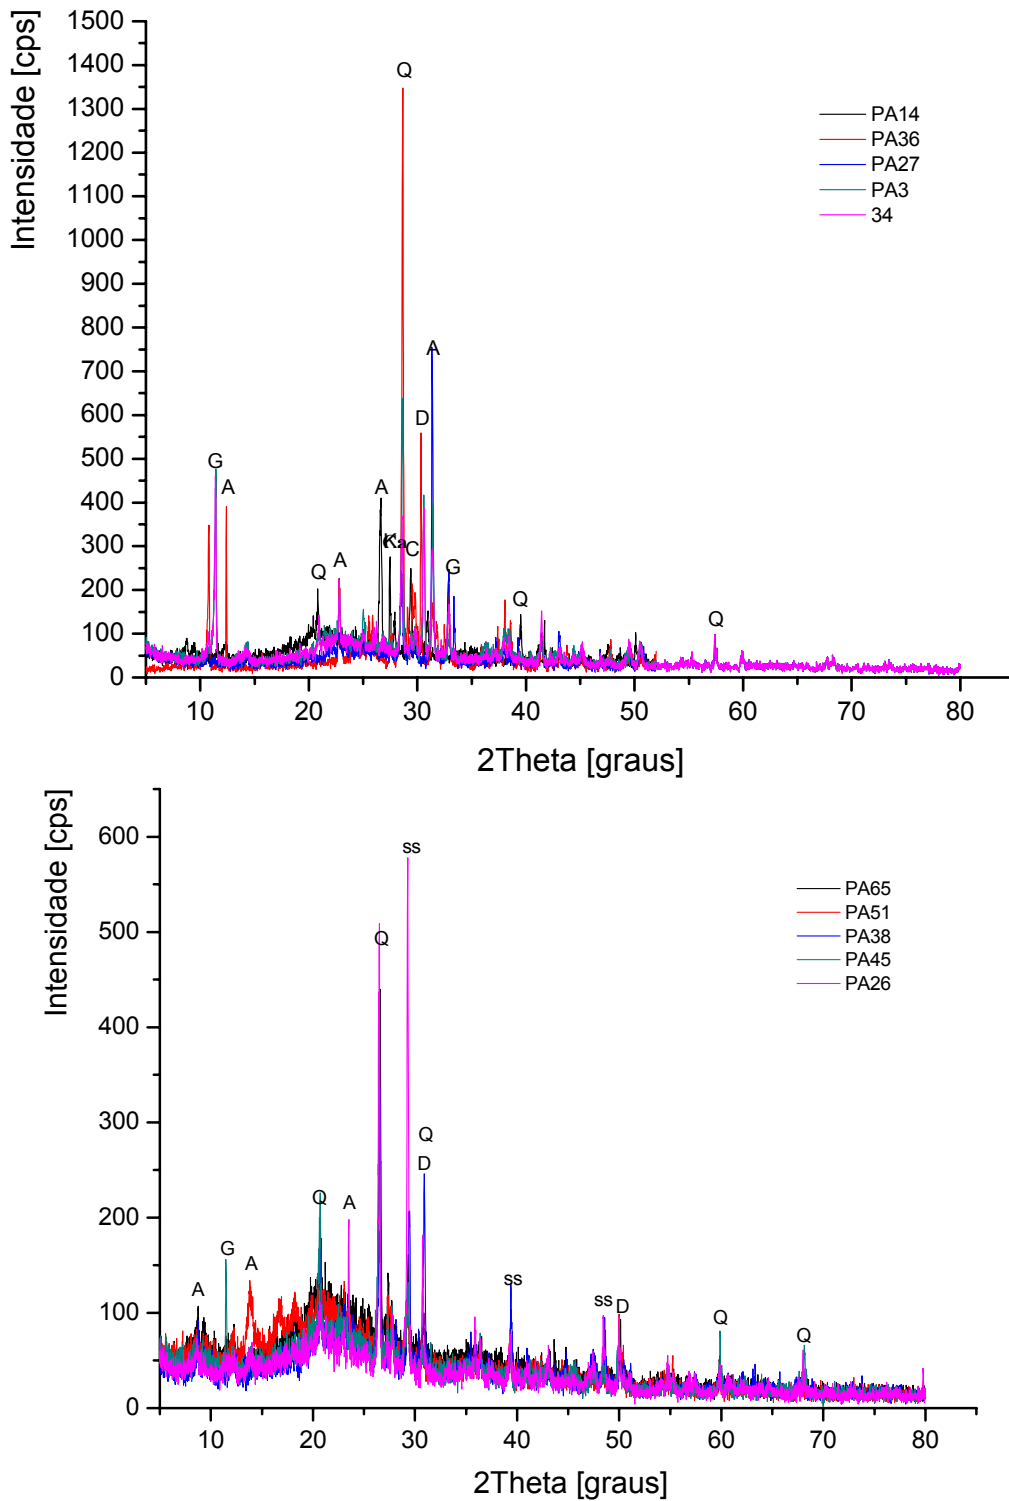 Intensidade [cps]
1500
1400
1300
1200
1100
1000
900
800
700
600
500
400
300
200
100
0
Q
PA14
PA36
PA27
PA3
34
A
D
G
A
A
Ka
C
Q
A
G
Q
Q
10 20 30 40 50 60 70 80
2Theta [graus]
Intensidade [cps]
600
500
400
300
200
100
0
ss
PA65
PA51
PA38
PA45
PA26
Q
Q
D
Q
A
G
A
A
ss
ss
D
Q
Q
10 20 30 40 50 60 70 80
2Theta [graus]